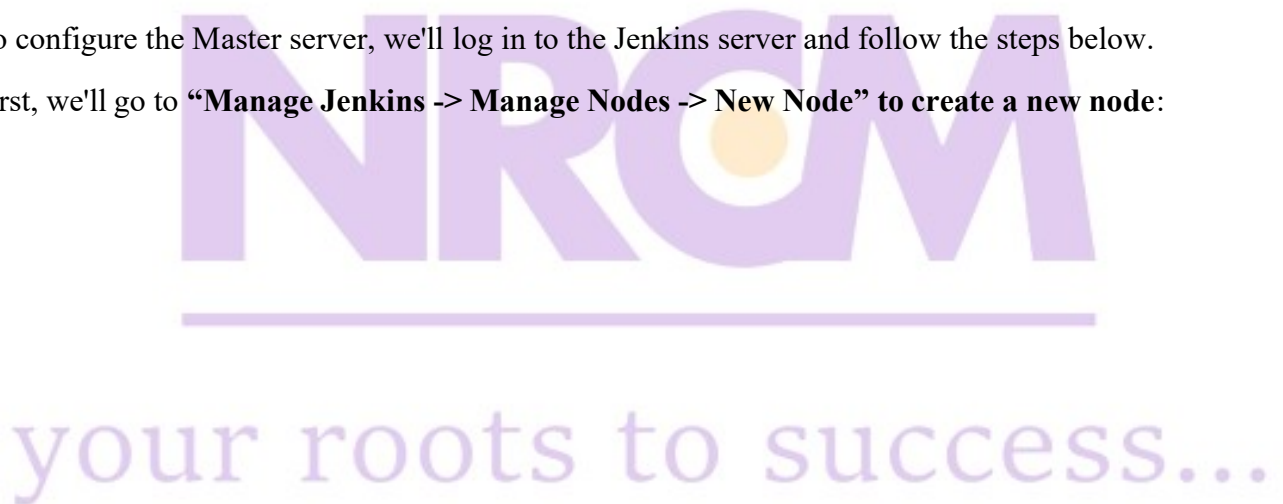 o configure the Master server, we'll log in to the Jenkins server and follow the steps below.
rst, we'll go to “Manage Jenkins -> Manage Nodes -> New Node” to create a new node:
NRCM
your roots to success...